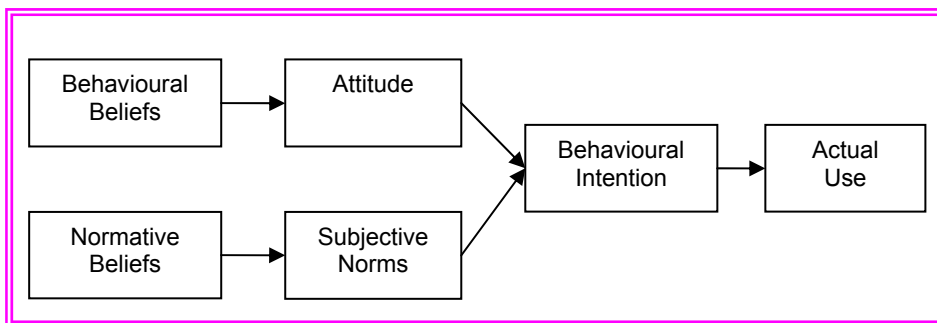 Behavioural
Beliefs
Attitude
Behavioural
Intention
Actual
Use
Normative
Beliefs
Subjective
Norms